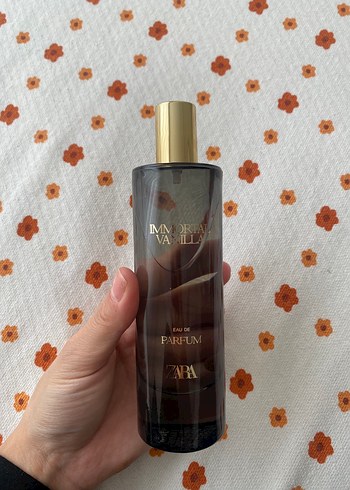 IMMORTAL
VANILLA
EAU DE
PARFUM
ZARA